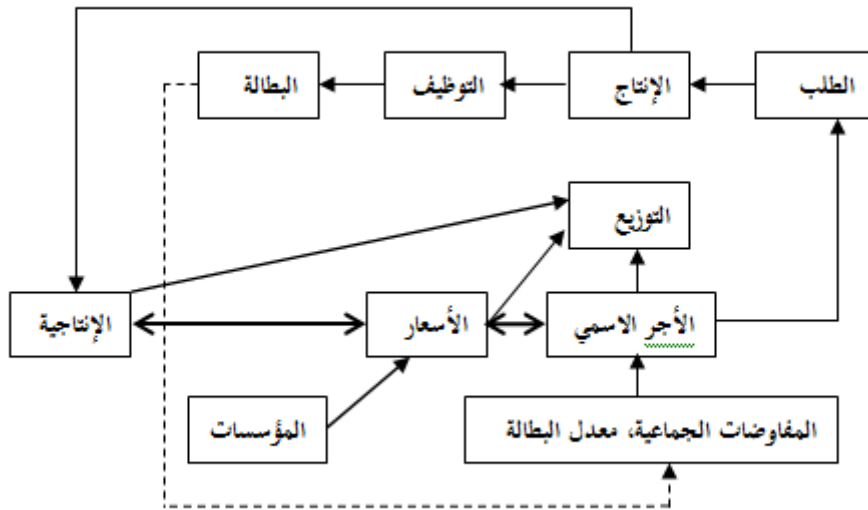 الطلب
الإنتاج
التوظيف
البطالة
التوزيع
الأجر الاسمي
الأسعار
الإنتاجية
المفاوضات الجماعية، معدل البطالة
المؤسسات